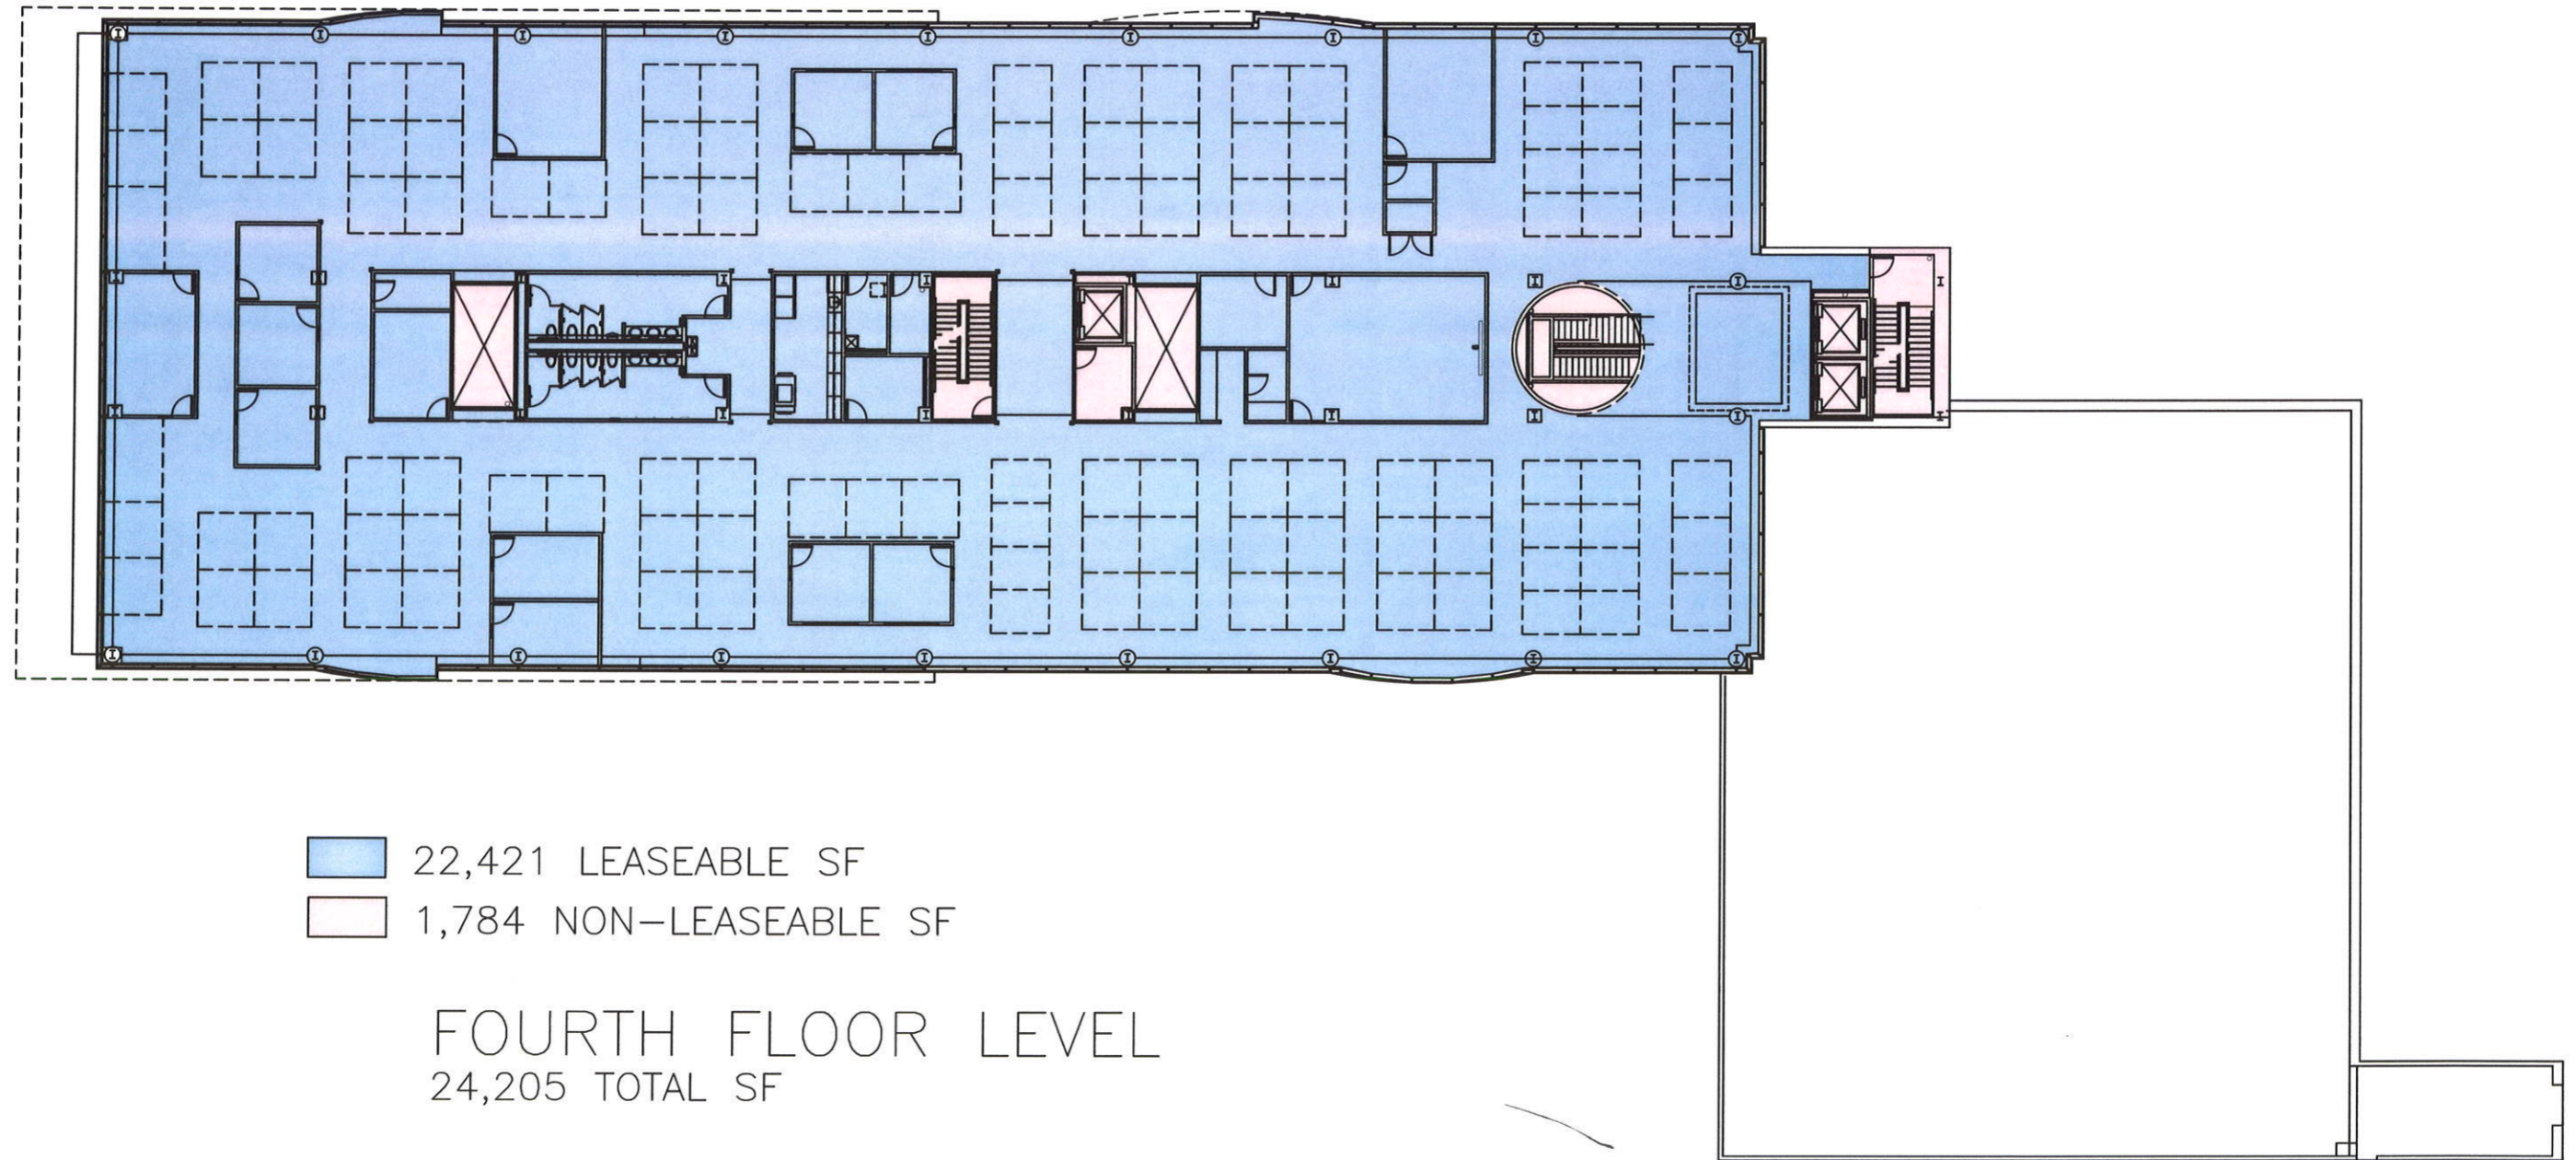 22,421 LEASEABLE SF
1,784 NON-LEASEABLE SF
FOURTH FLOOR LEVEL
24,205 TOTAL SF